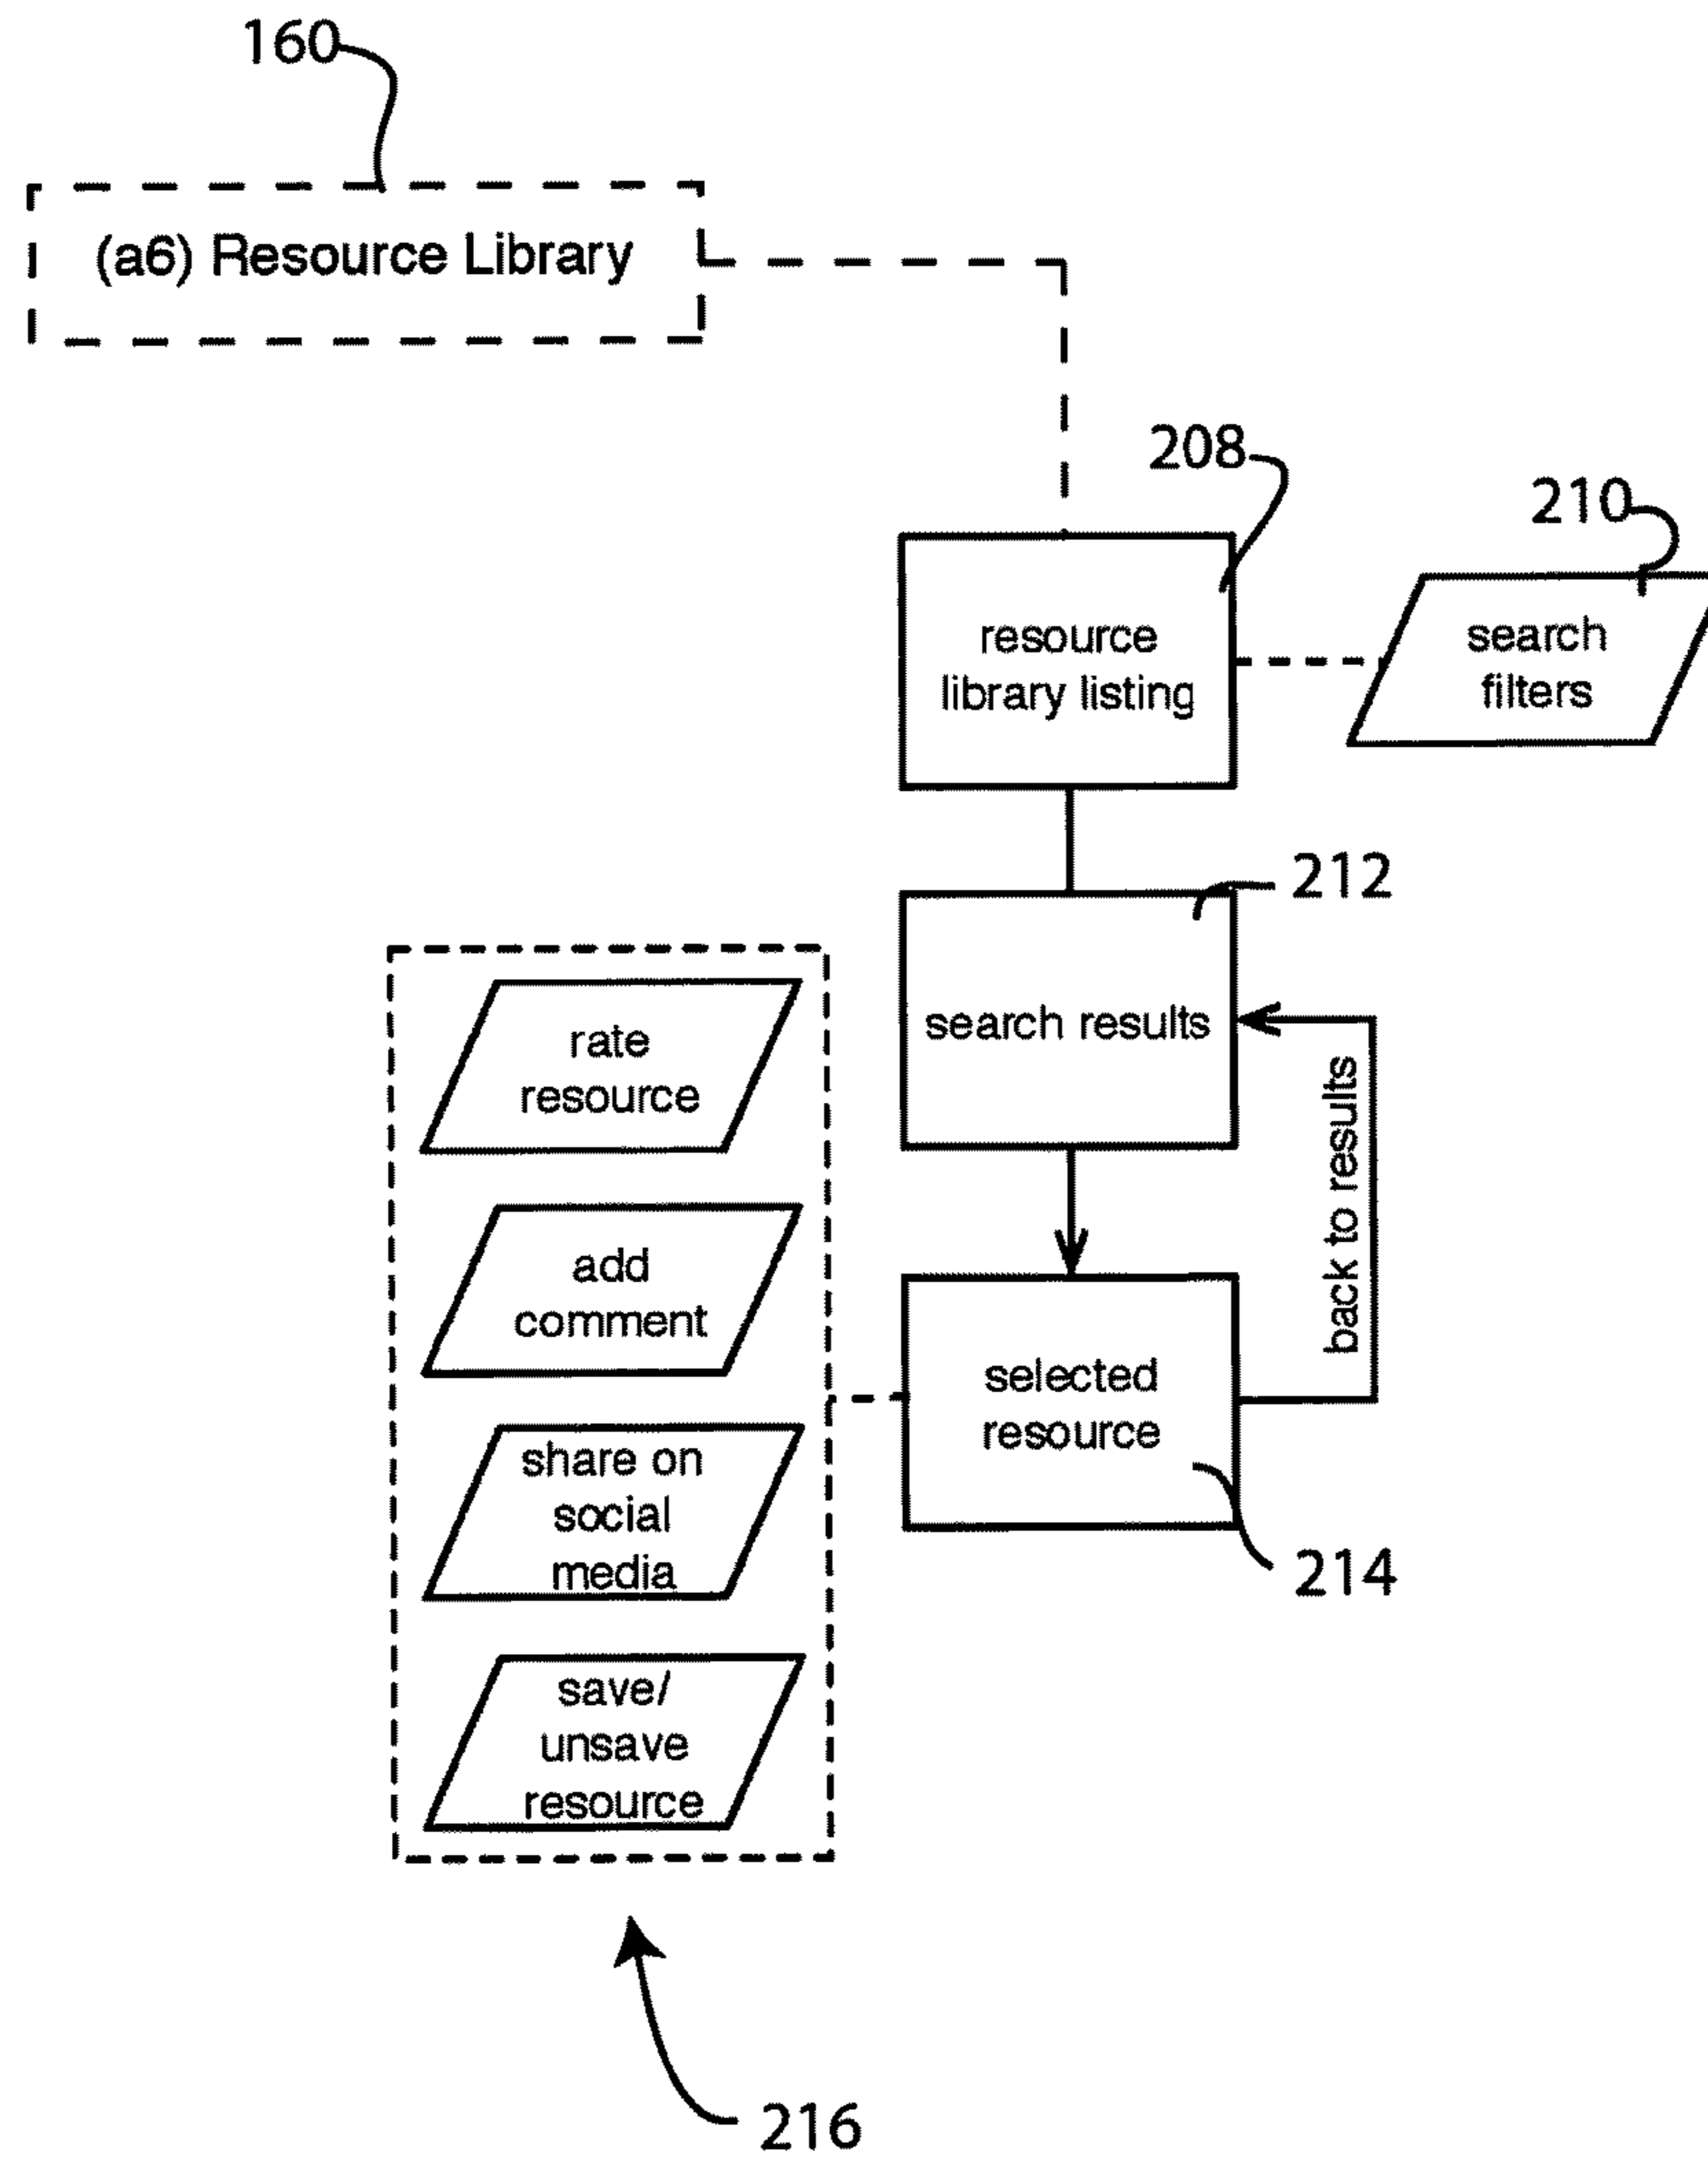 160
(a6) Resource Library
208
210
resource
library listing
search
filters
212
search results
back to results
rate
resource
add
comment
share on
social
media
selected
resource
214
save/
unsave
resource
216